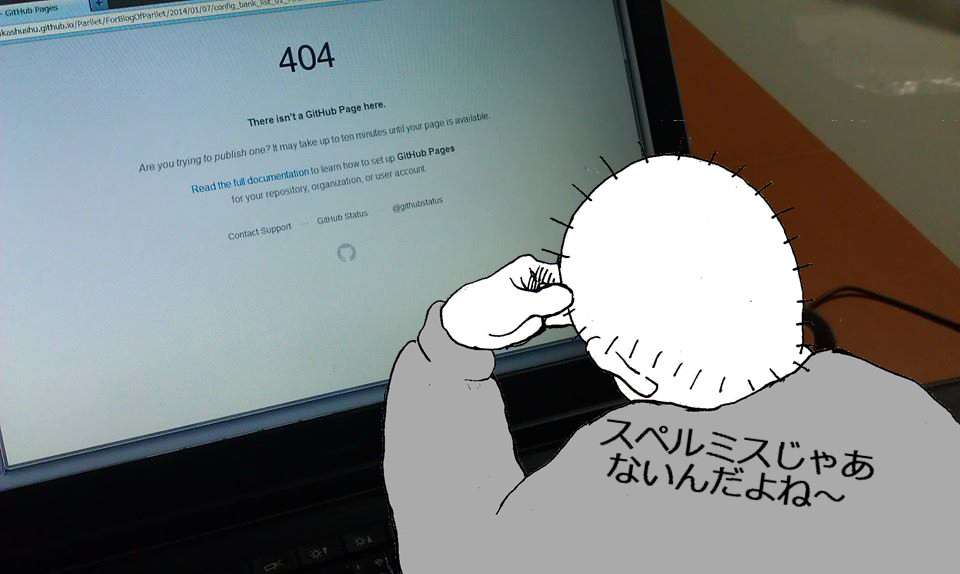 GitHub Pages
kashushu.github.io/Parllet/ForBlogOfParllet/2014/01/07/config_bank_list_01_
404
There isn't a GitHub Page here.
Are you trying to publish one? It may take up to ten minutes until your page is available.
Read the full documentation to learn how to set up GitHub Pages
for your repository, organization, or user account.
Contact Support — GitHub Status — @githubstatus
スペルミスじゃあ
ないんだよね〜